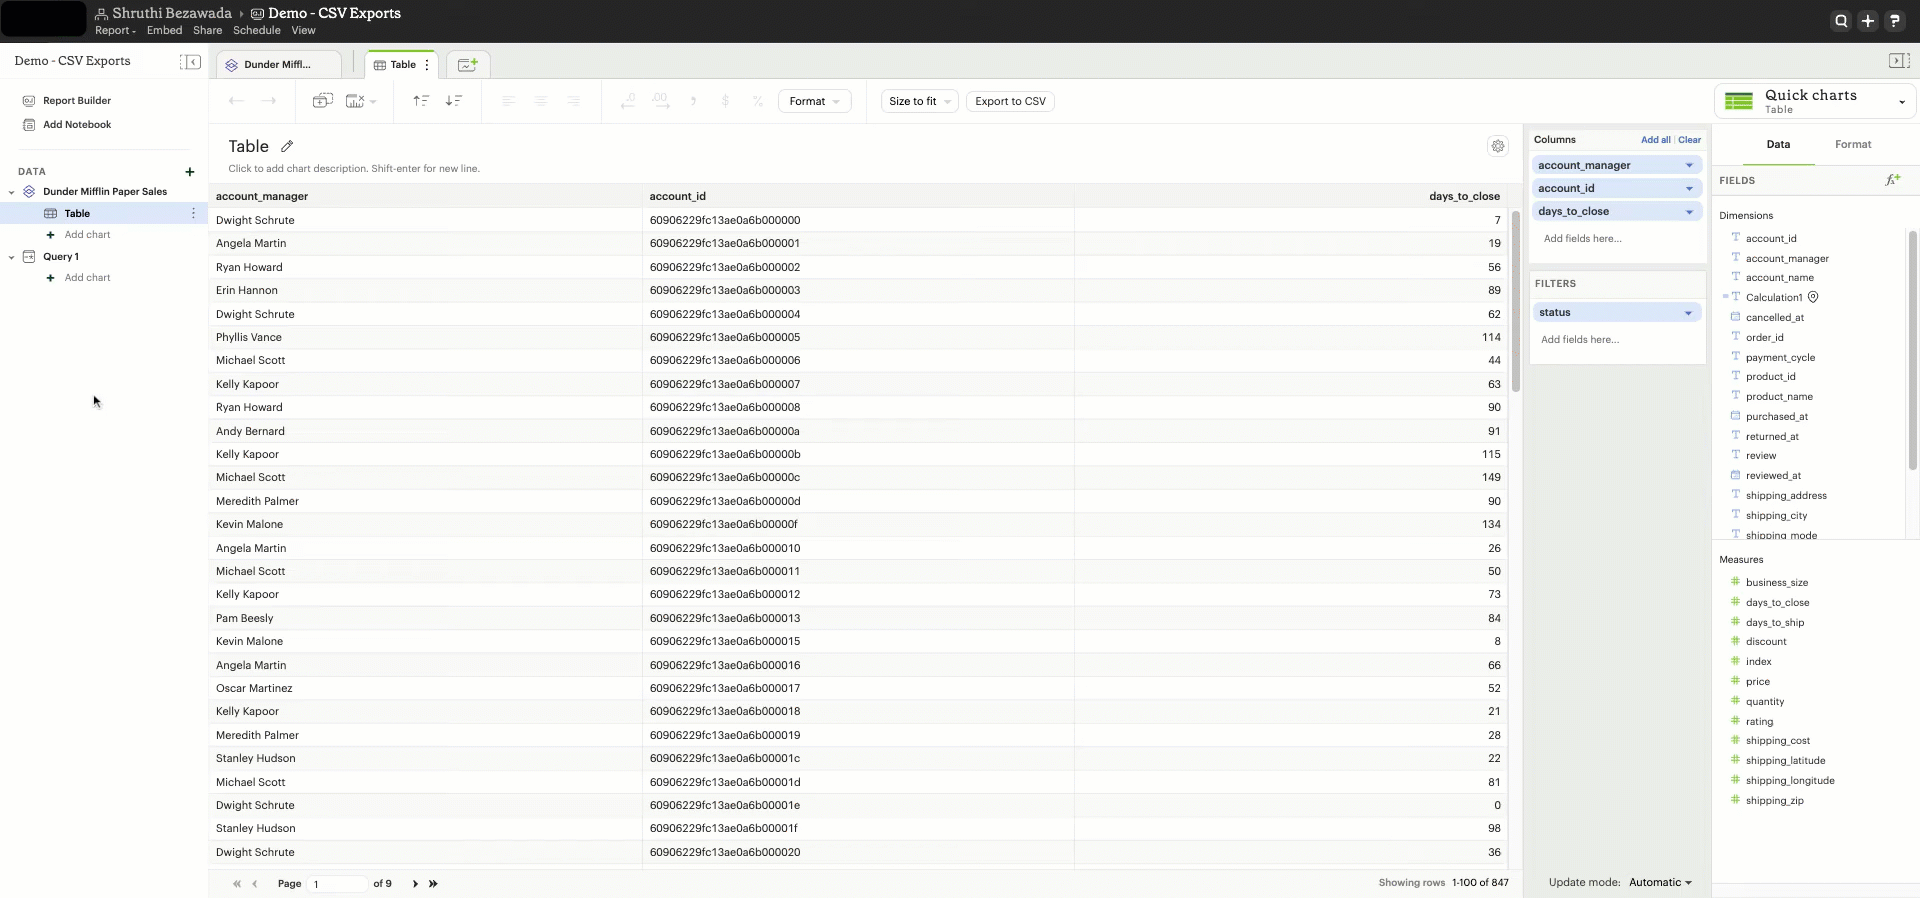 Shruthi Bezawada › Demo - CSV Exports
Report Embed Share Schedule View
Demo - CSV Exports
Report Builder
Add Notebook
DATA
Dunder Mifflin Paper Sales
Table
Add chart
Query 1
Add chart
Dunder Miffl...
Table
Format
Size to fit
Export to CSV
Table
Click to add chart description. Shift-enter for new line.
account_manager account_id days_to_close
Dwight Schrute 60906229fc13ae0a6b000000 7
Angela Martin 60906229fc13ae0a6b000001 19
Ryan Howard 60906229fc13ae0a6b000002 56
Erin Hannon 60906229fc13ae0a6b000003 89
Dwight Schrute 60906229fc13ae0a6b000004 62
Phyllis Vance 60906229fc13ae0a6b000005 114
Michael Scott 60906229fc13ae0a6b000006 44
Kelly Kapoor 60906229fc13ae0a6b000007 63
Ryan Howard 60906229fc13ae0a6b000008 90
Andy Bernard 60906229fc13ae0a6b00000a 91
Kelly Kapoor 60906229fc13ae0a6b00000b 115
Michael Scott 60906229fc13ae0a6b00000c 149
Meredith Palmer 60906229fc13ae0a6b00000d 90
Kevin Malone 60906229fc13ae0a6b00000f 134
Angela Martin 60906229fc13ae0a6b000010 26
Michael Scott 60906229fc13ae0a6b000011 50
Kelly Kapoor 60906229fc13ae0a6b000012 73
Pam Beesly 60906229fc13ae0a6b000013 84
Kevin Malone 60906229fc13ae0a6b000015 8
Angela Martin 60906229fc13ae0a6b000016 66
Oscar Martinez 60906229fc13ae0a6b000017 52
Kelly Kapoor 60906229fc13ae0a6b000018 21
Meredith Palmer 60906229fc13ae0a6b000019 28
Stanley Hudson 60906229fc13ae0a6b00001c 22
Michael Scott 60906229fc13ae0a6b00001d 81
Dwight Schrute 60906229fc13ae0a6b00001e 0
Stanley Hudson 60906229fc13ae0a6b00001f 98
Dwight Schrute 60906229fc13ae0a6b000020 36
Page 1 of 9
Showing rows 1-100 of 847
Columns Add all | Clear
account_manager
account_id
days_to_close
Add fields here...
FILTERS
status
Add fields here...
Update mode: Automatic
Quick charts
Table
Data Format
FIELDS
Dimensions
account_id
account_manager
account_name
Calculation1
cancelled_at
order_id
payment_cycle
product_id
product_name
purchased_at
returned_at
review
reviewed_at
shipping_address
shipping_city
shipping_mode
Measures
business_size
days_to_close
days_to_ship
discount
index
price
quantity
rating
shipping_cost
shipping_latitude
shipping_longitude
shipping_zip